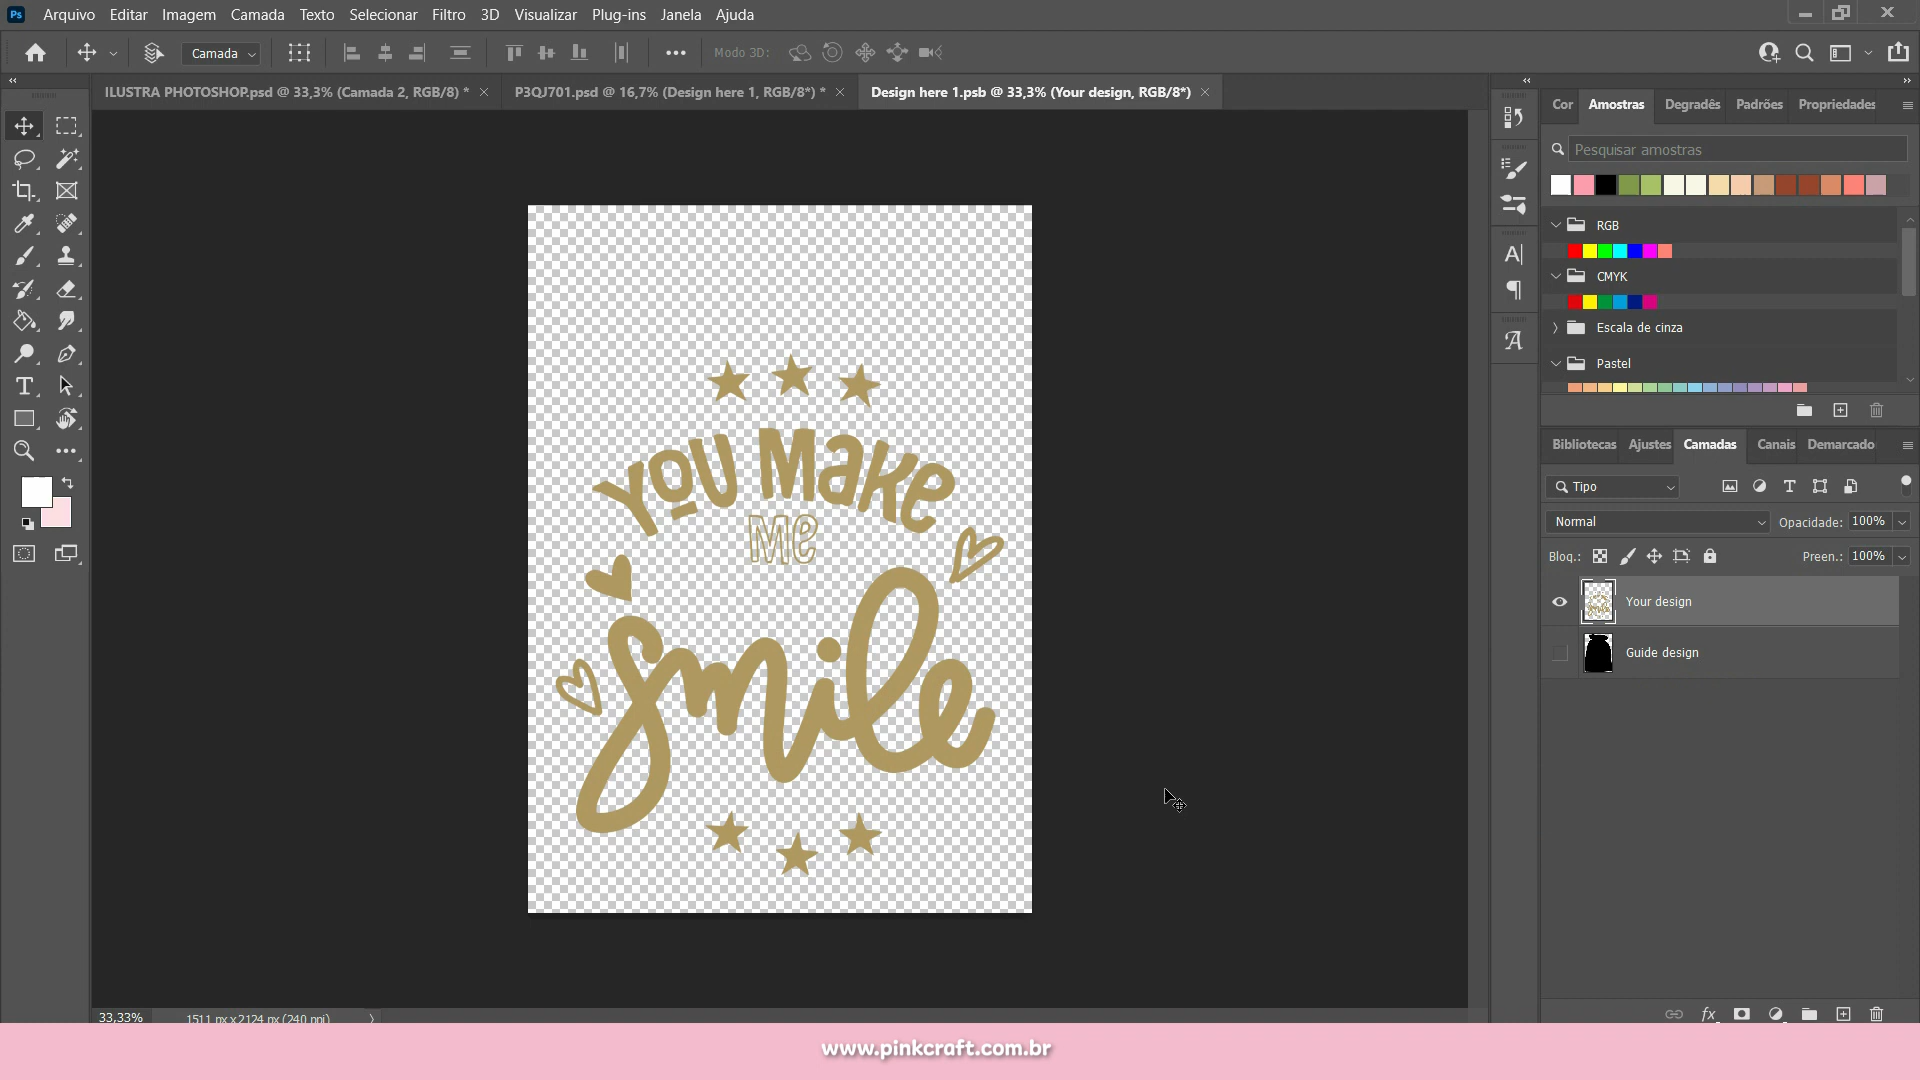 Ps Arquivo Editar Imagem Camada Texto Selecionar Filtro 3D Visualizar Plug-ins Janela Ajuda
Camada Modo 3D:
ILUSTRA PHOTOSHOP.psd @ 33,3% (Camada 2, RGB/8) * P3QJ701.psd @ 16,7% (Design here 1, RGB/8*) * Design here 1.psb @ 33,3% (Your design, RGB/8*)
Cor Amostras Degradês Padrões Propriedades
Pesquisar amostras
RGB
CMYK
Escala de cinza
Pastel
Bibliotecas Ajustes Camadas Canais Demarcado
Tipo
Normal Opacidade: 100%
Bloq.: Preen.: 100%
Your design
Guide design
You Make
Me
Smile
33,33% 1511 px x 2124 px (240 ppi)
www.pinkcraft.com.br